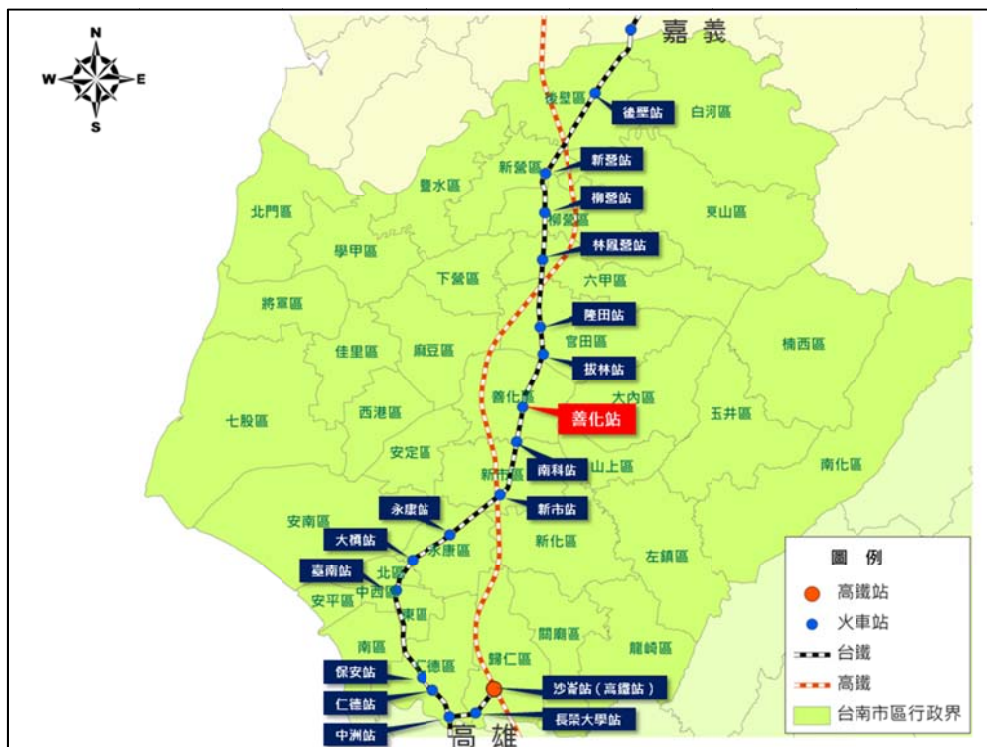 嘉義
N
W
E
S
後壁區
後壁站
白河區
新營站
新營區
鹽水區
柳營站
北門區
柳營區
東山區
學甲區
林鳳營站
下營區
六甲區
將軍區
隆田站
官田區
楠西區
佳里區
麻豆區
拔林站
善化區
大內區
七股區
西港區
善化站
玉井區
安定區
南科站
山上區
南化區
新市區
永康站
新市站
安南區
大橋站
永康區
新化區
左鎮區
北區
臺南站
中西區
安平區
東區
南區
關廟區
龍崎區
歸仁區
仁德區
保安站
沙崙站(高鐵站)
仁德站
長榮大學站
中洲站
高雄
圖 例
高鐵站
火車站
台鐵
高鐵
台南市區行政界